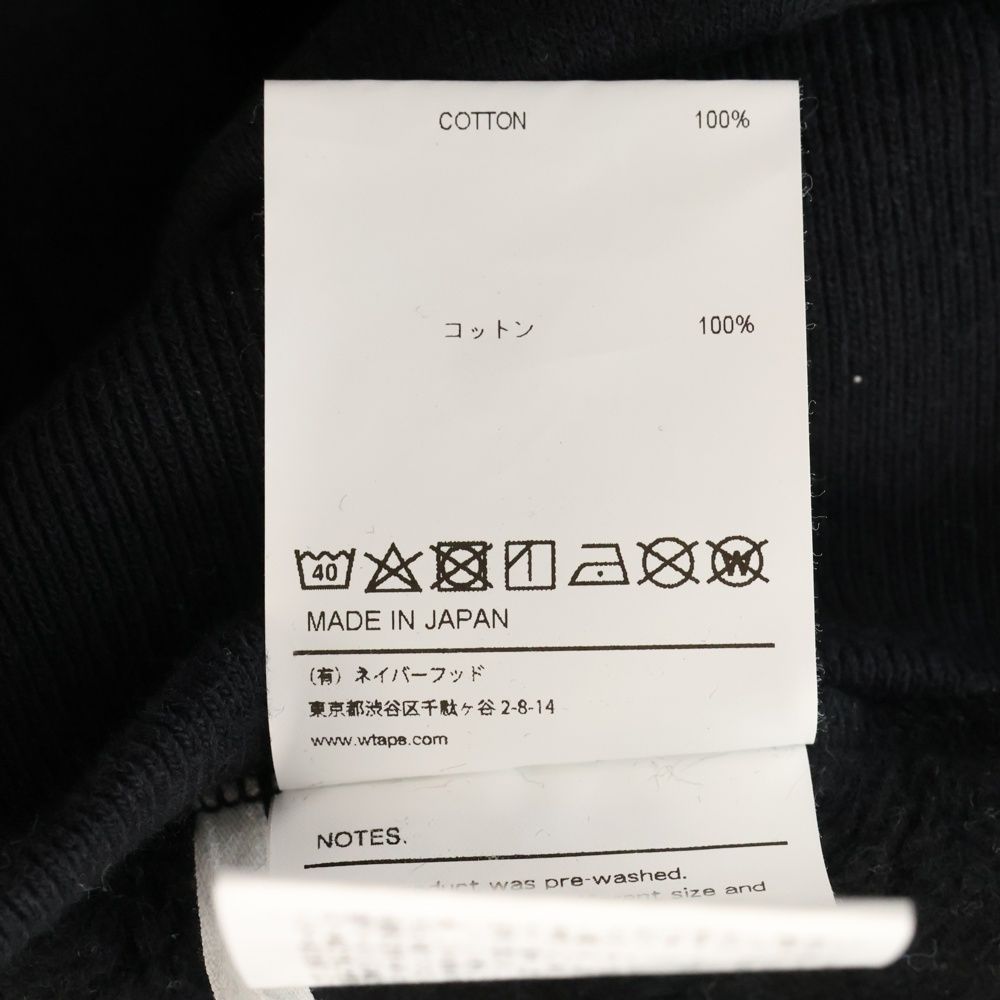 COTTON 100%
コットン 100%
40 W
MADE IN JAPAN
(有) ネイバーフッド
東京都渋谷区千駄ヶ谷 2-8-14
www.wtaps.com
NOTES.
was pre-washed.
size and